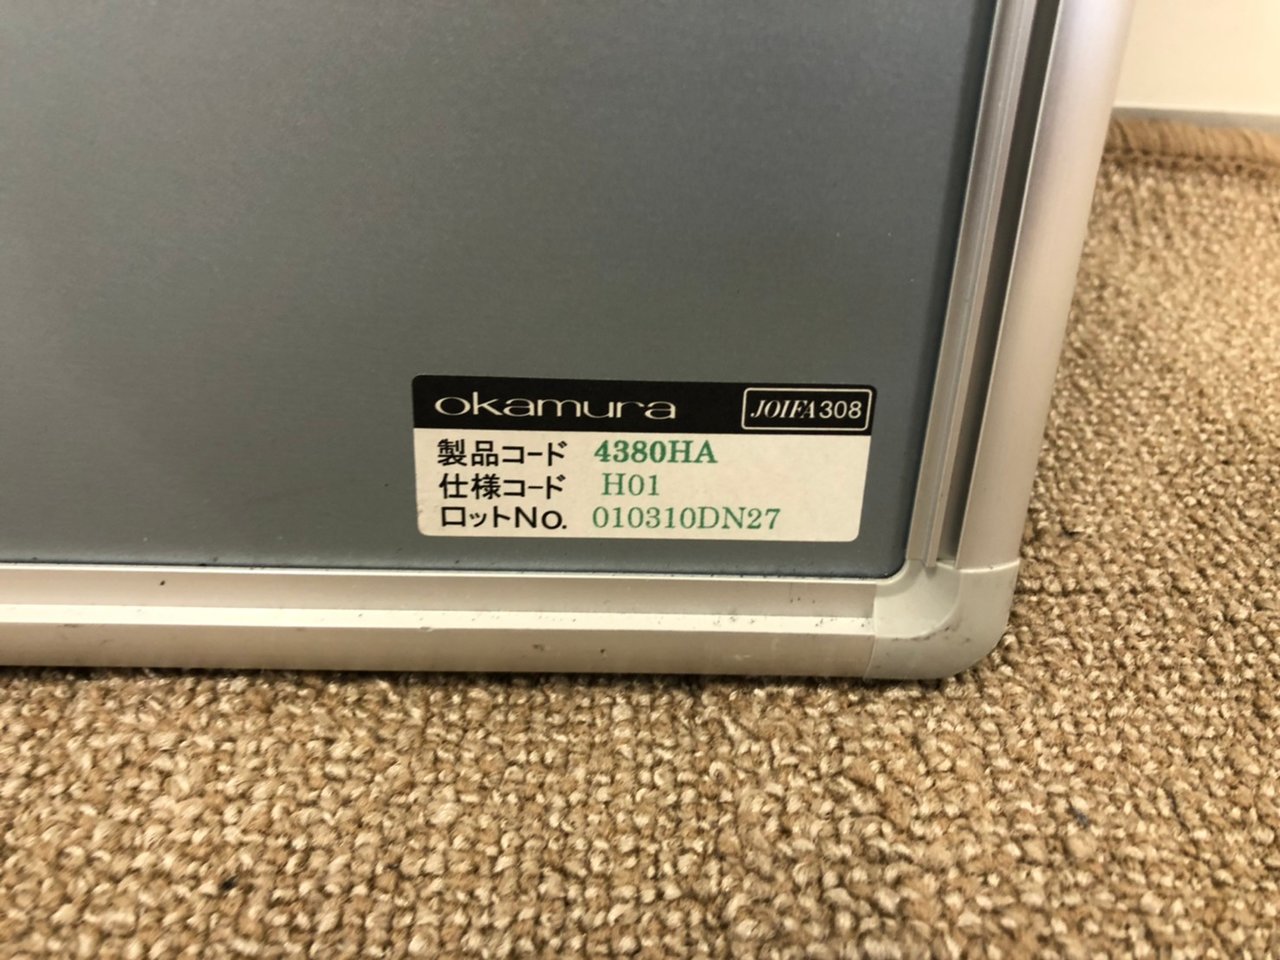 okamura JOIFA308
製品コード 4380HA
仕様コード H01
ロットNo. 010310DN27